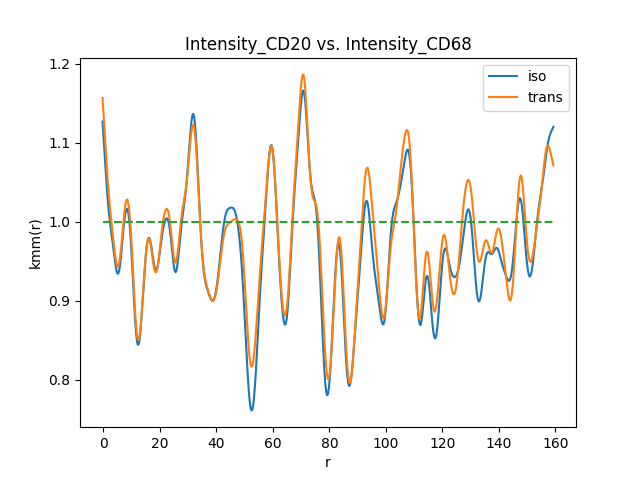 Intensity_CD20 vs. Intensity_CD68
iso
trans
1.2
1.1
1.0
0.9
0.8
kmm(r)
0 20 40 60 80 100 120 140 160
r